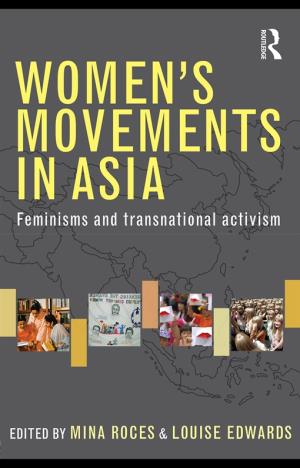 ROUTLEDGE
WOMEN'S
MOVEMENTS
IN ASIA
Feminisms and transnational activism
EDITED BY MINA ROCES & LOUISE EDWARDS